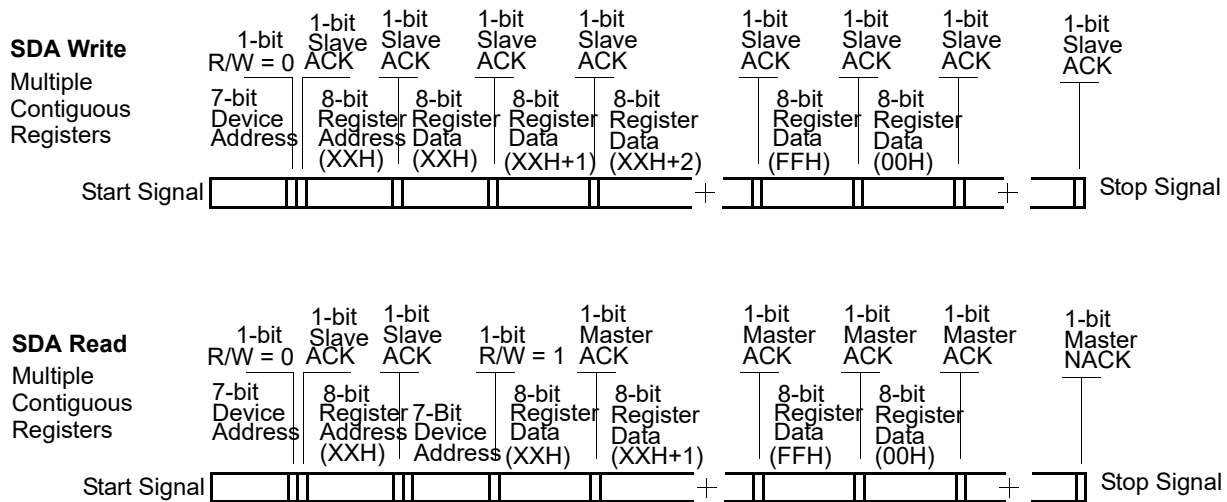 SDA Write
Multiple
Contiguous
Registers
1-bit
R/W = 0
1-bit
Slave
ACK
1-bit
Slave
ACK
1-bit
Slave
ACK
1-bit
Slave
ACK
1-bit
Slave
ACK
1-bit
Slave
ACK
1-bit
Slave
ACK
1-bit
Slave
ACK
7-bit
Device
Address
8-bit
Register
Address
(XXH)
8-bit
Register
Data
(XXH)
8-bit
Register
Data
(XXH+1)
8-bit
Register
Data
(XXH+2)
8-bit
Register
Data
(FFH)
8-bit
Register
Data
(00H)
Start Signal
Stop Signal
SDA Read
Multiple
Contiguous
Registers
1-bit
R/W = 0
1-bit
Slave
ACK
1-bit
Slave
ACK
1-bit
R/W = 1
1-bit
Master
ACK
1-bit
Master
ACK
1-bit
Master
ACK
1-bit
Master
ACK
1-bit
Master
NACK
7-bit
Device
Address
8-bit
Register
Address
(XXH)
7-Bit
Device
Address
8-bit
Register
Data
(XXH)
8-bit
Register
Data
(XXH+1)
8-bit
Register
Data
(FFH)
8-bit
Register
Data
(00H)
Start Signal
Stop Signal